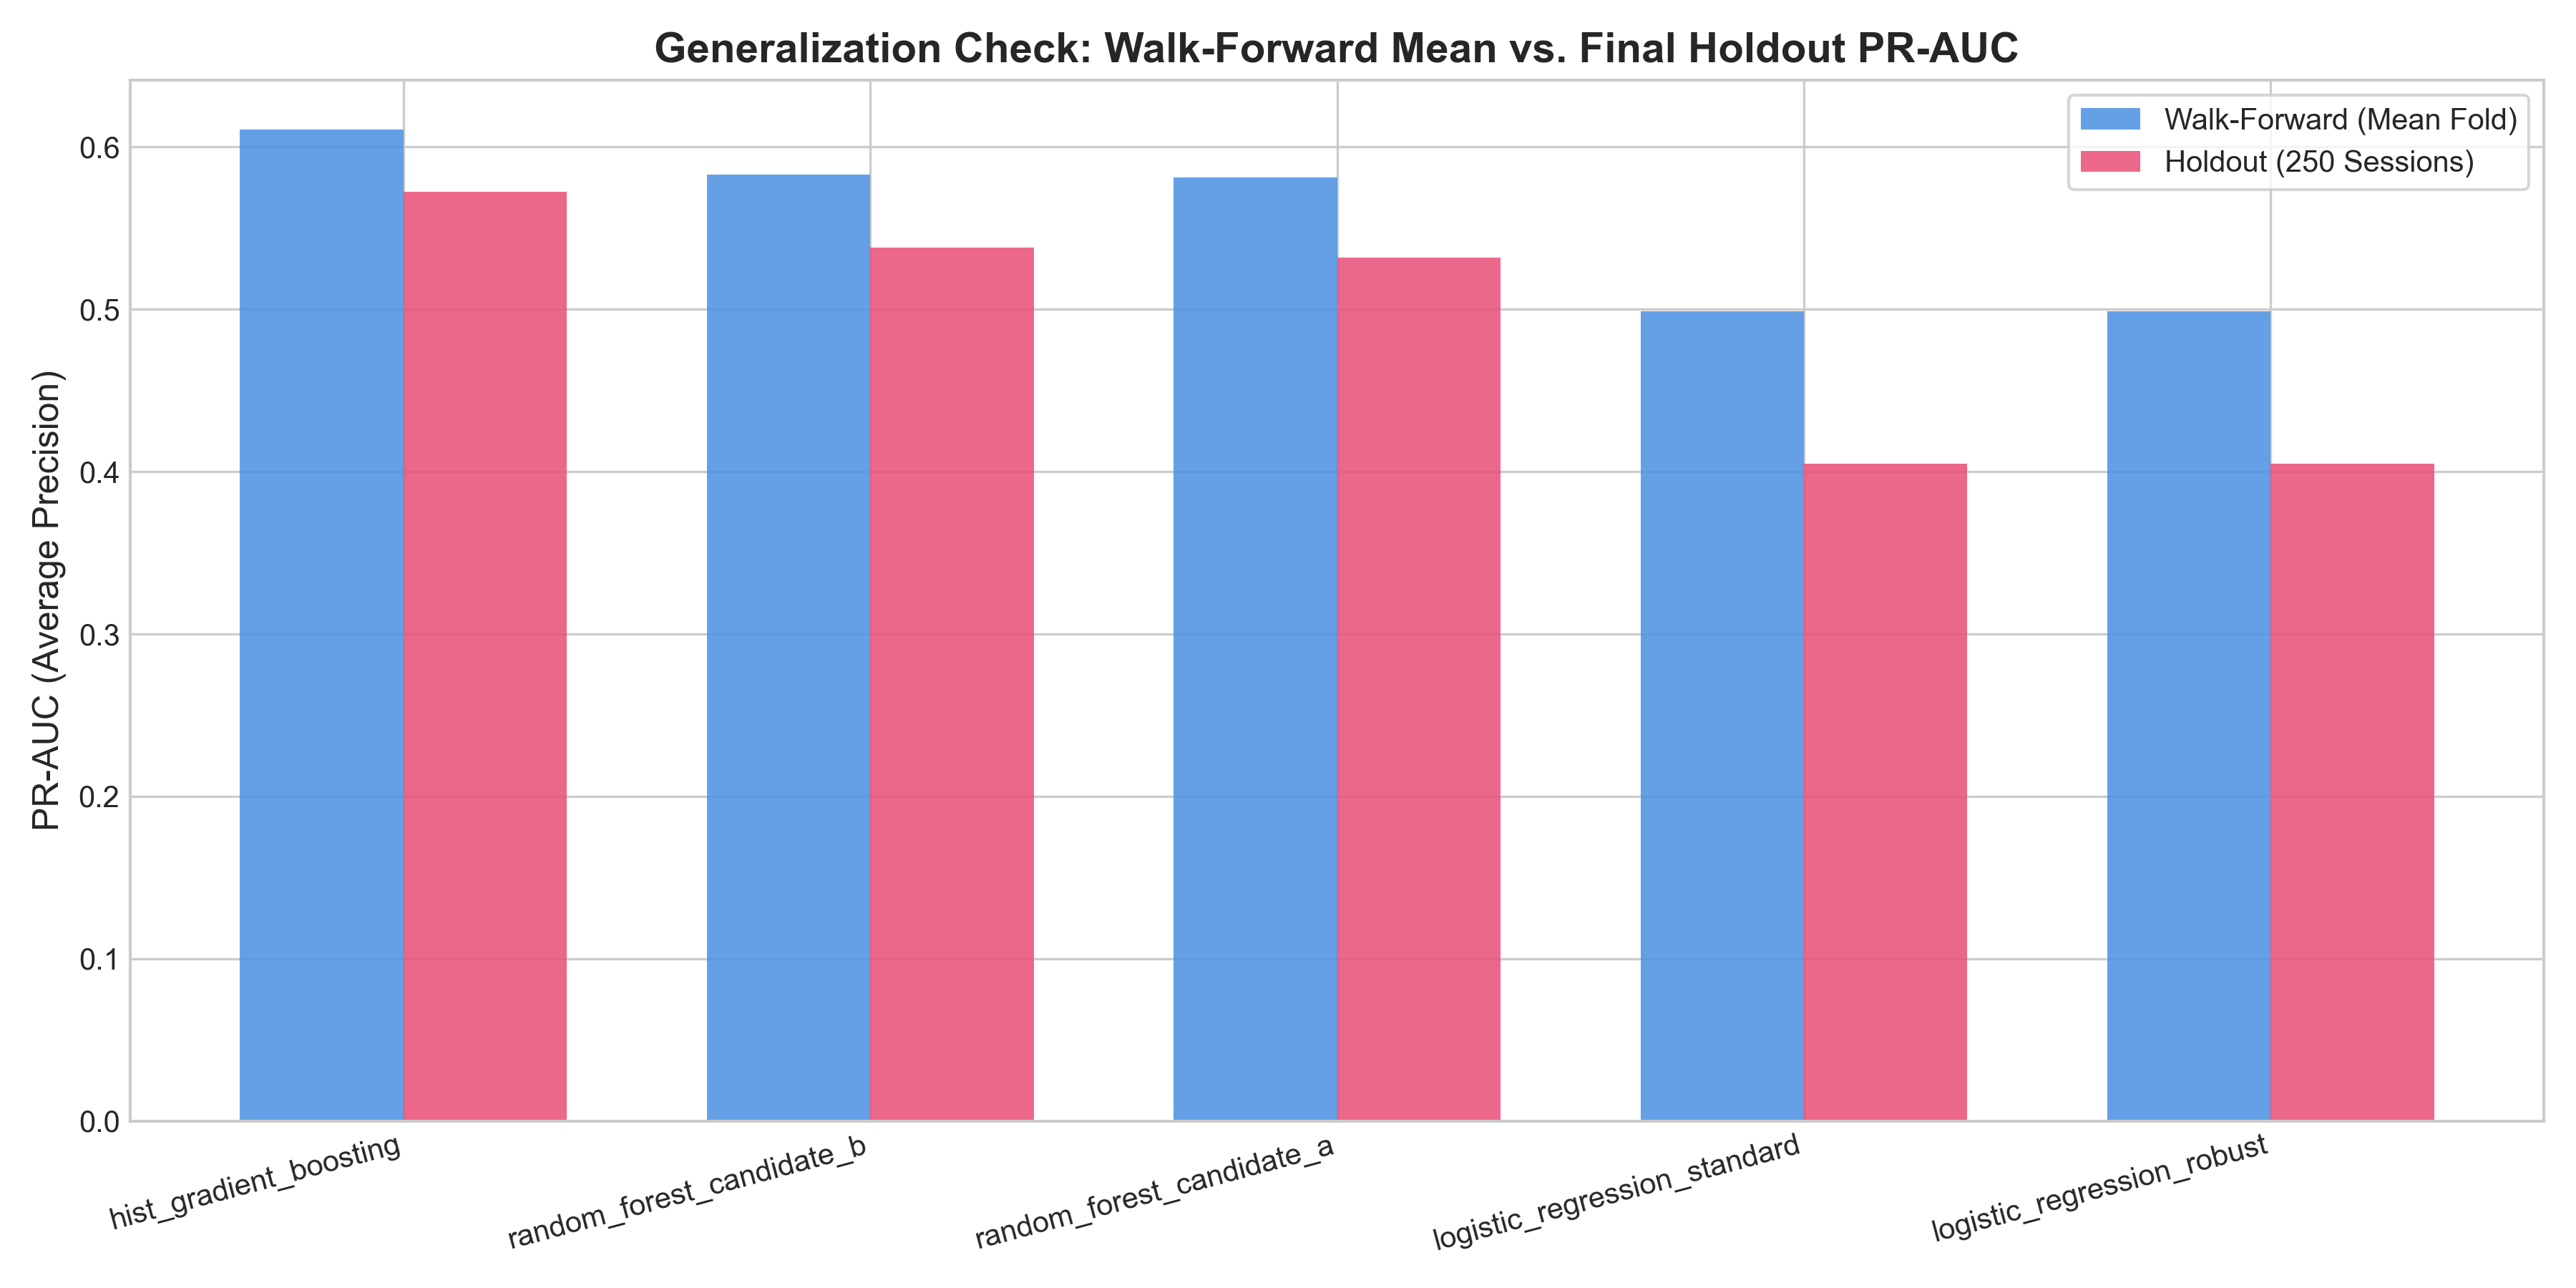 Generalization Check: Walk-Forward Mean vs. Final Holdout PR-AUC
Walk-Forward (Mean Fold)
Holdout (250 Sessions)
PR-AUC (Average Precision)
0.6
0.5
0.4
0.3
0.2
0.1
0.0
hist_gradient_boosting
random_forest_candidate_b
random_forest_candidate_a
logistic_regression_standard
logistic_regression_robust